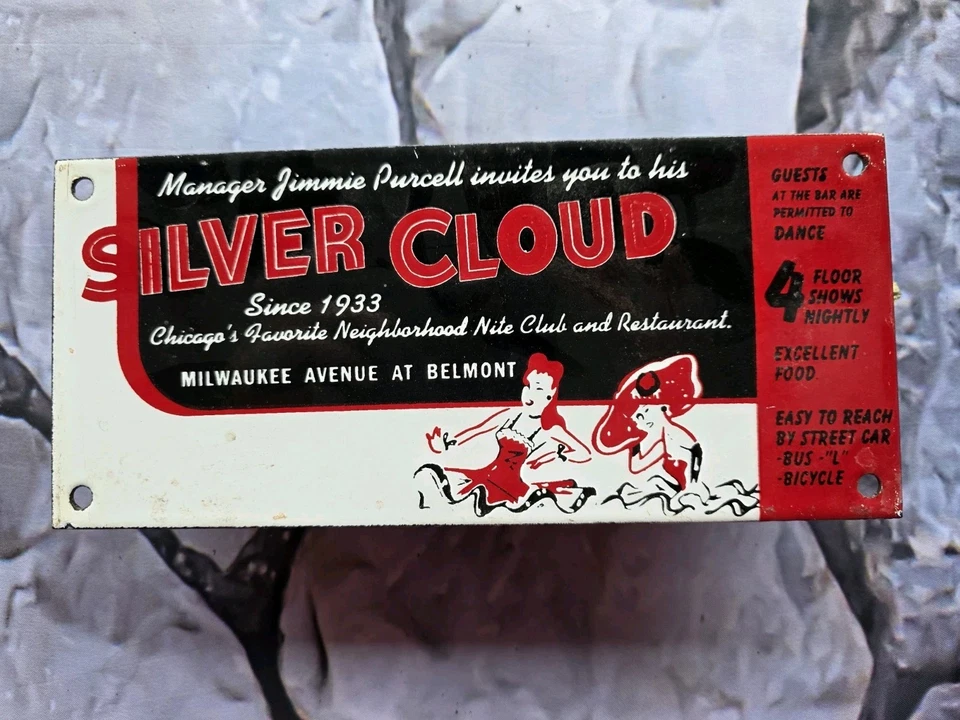 Manager Jimmie Purcell invites you to his
SILVER CLOUD
Since 1933
Chicago's Favorite Neighborhood Nite Club and Restaurant.
MILWAUKEE AVENUE AT BELMONT
GUESTS
AT THE BAR ARE
PERMITTED TO
DANCE
4 FLOOR
SHOWS
NIGHTLY
EXCELLENT
FOOD.
EASY TO REACH
BY STREET CAR
-BUS -"L"
-BICYCLE